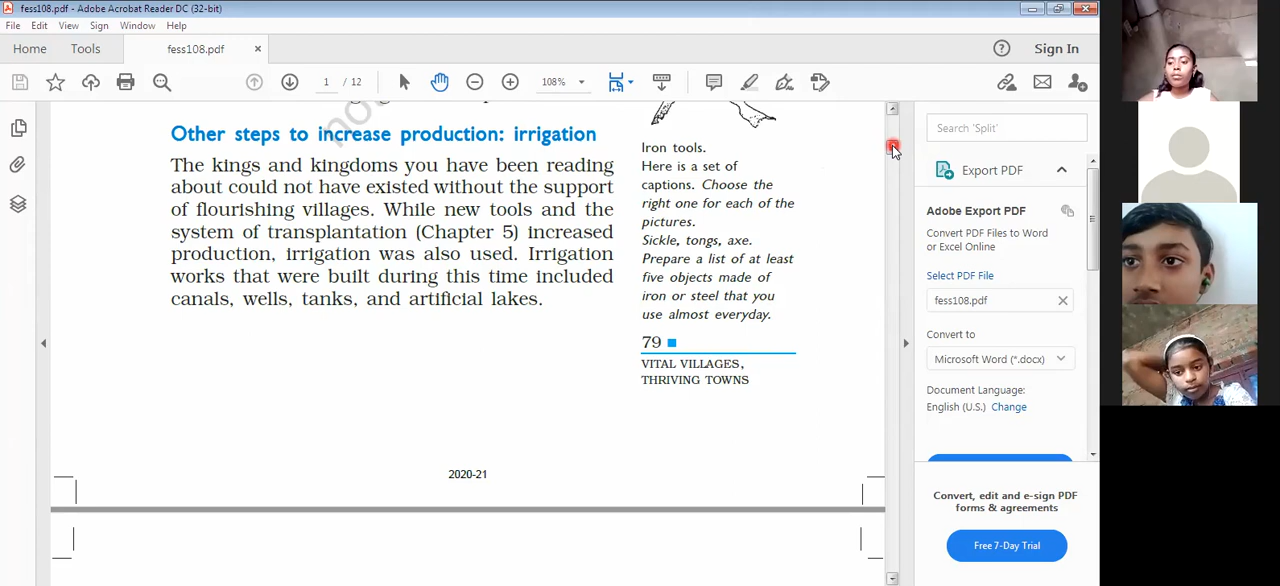 fess108.pdf - Adobe Acrobat Reader DC (32-bit)
File Edit View Sign Window Help
Home Tools fess108.pdf × ? Sign In
1 / 12 108%
Other steps to increase production: irrigation
The kings and kingdoms you have been reading
about could not have existed without the support
of flourishing villages. While new tools and the
system of transplantation (Chapter 5) increased
production, irrigation was also used. Irrigation
works that were built during this time included
canals, wells, tanks, and artificial lakes.
Iron tools.
Here is a set of
captions. Choose the
right one for each of the
pictures.
Sickle, tongs, axe.
Prepare a list of at least
five objects made of
iron or steel that you
use almost everyday.
79
VITAL VILLAGES,
THRIVING TOWNS
2020-21
Search 'Split'
Export PDF
Adobe Export PDF
Convert PDF Files to Word
or Excel Online
Select PDF File
fess108.pdf
Convert to
Microsoft Word (*.docx)
Document Language:
English (U.S.) Change
Convert, edit and e-sign PDF
forms & agreements
Free 7-Day Trial